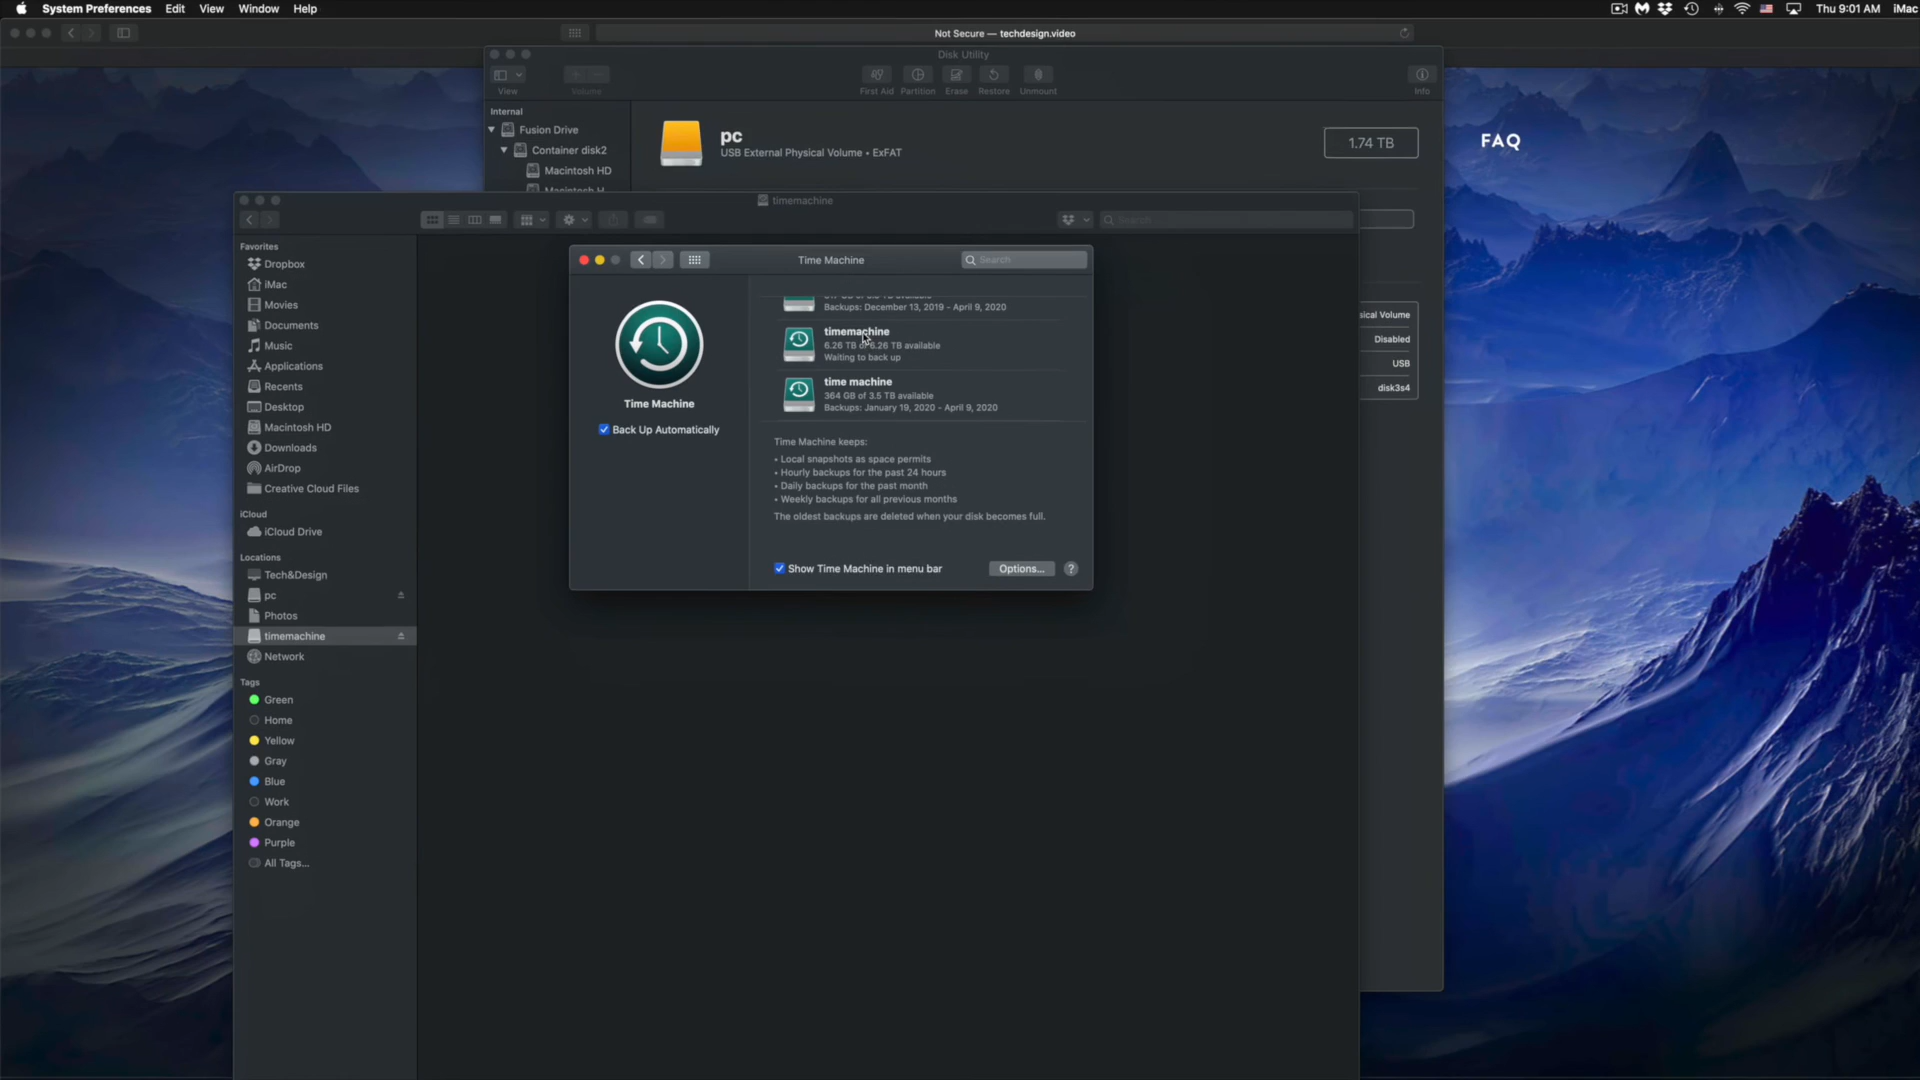 System Preferences Edit View Window Help
Thu 9:01 AM iMac
Not Secure — techdesign.video
Disk Utility
View
Volume
First Aid Partition Erase Restore Unmount
Info
Internal
Fusion Drive
Container disk2
Macintosh HD
Macintosh H
pc
USB External Physical Volume • ExFAT
1.74 TB
FAQ
timemachine
Search
sical Volume
Disabled
USB
disk3s4
Favorites
Dropbox
iMac
Movies
Documents
Music
Applications
Recents
Desktop
Macintosh HD
Downloads
AirDrop
Creative Cloud Files
iCloud
iCloud Drive
Locations
Tech&Design
pc
Photos
timemachine
Network
Tags
Green
Home
Yellow
Gray
Blue
Work
Orange
Purple
All Tags...
Time Machine
Search
Time Machine
Back Up Automatically
Backups: December 13, 2019 - April 9, 2020
timemachine
6.26 TB of 6.26 TB available
Waiting to back up
time machine
364 GB of 3.5 TB available
Backups: January 19, 2020 - April 9, 2020
Time Machine keeps:
• Local snapshots as space permits
• Hourly backups for the past 24 hours
• Daily backups for the past month
• Weekly backups for all previous months
The oldest backups are deleted when your disk becomes full.
Show Time Machine in menu bar
Options...
?